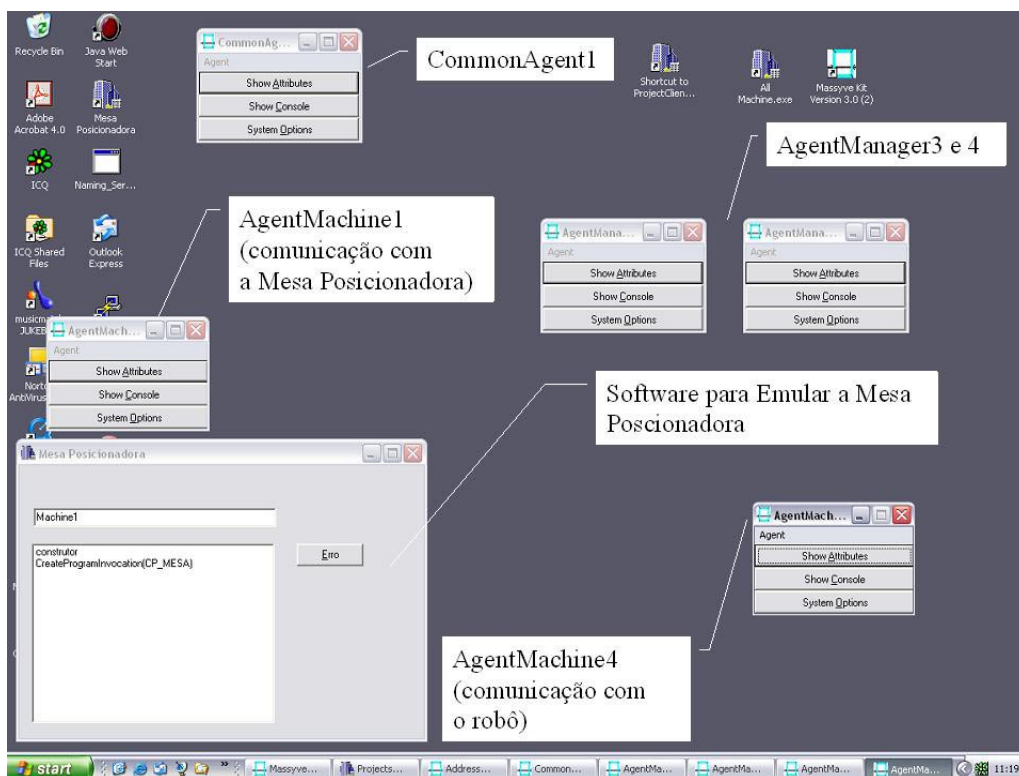 Recycle Bin
Java Web
Start
Adobe
Acrobat 4.0
Mesa
Posicionadora
ICQ
Naming_Ser...
ICQ Shared
Files
Outlook
Express
musicm
JUKEB
Norto
AntiVirus
CommonAg...
Agent
Show Attributes
Show Console
System Options
CommonAgent1
Shortcut to
ProjectClien...
All
Machine.exe
Massyve Kit
Version 3.0 (2)
AgentManager3 e 4
AgentMachine1
(comunicação com
a Mesa Posicionadora)
AgentMana...
Agent
Show Attributes
Show Console
System Options
AgentMana...
Agent
Show Attributes
Show Console
System Options
AgentMach...
Agent
Show Attributes
Show Console
System Options
Software para Emular a Mesa
Poscionadora
Mesa Posicionadora
Machine1
construtor
CreateProgramInvocation(CP_MESA)
Erro
AgentMach...
Agent
Show Attributes
Show Console
System Options
AgentMachine4
(comunicação com
o robô)
start
Massyve...
Projects...
Address...
Common...
AgentMa...
AgentMa...
AgentMa...
AgentMa...
11:19